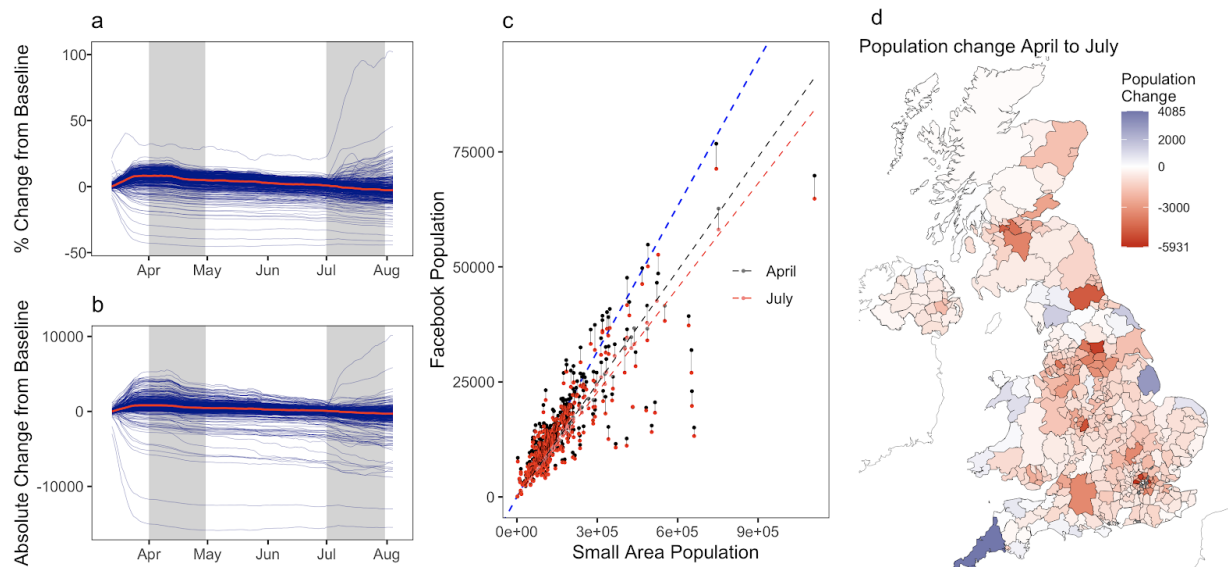 a
% Change from Baseline
100
50
0
-50
Apr
May
Jun
Jul
Aug
b
Absolute Change from Baseline
10000
0
-10000
Apr
May
Jun
Jul
Aug
c
Facebook Population
75000
50000
25000
0
0e+00
3e+05
6e+05
9e+05
Small Area Population
April
July
d
Population change April to July
Population
Change
4085
2000
0
-3000
-5931